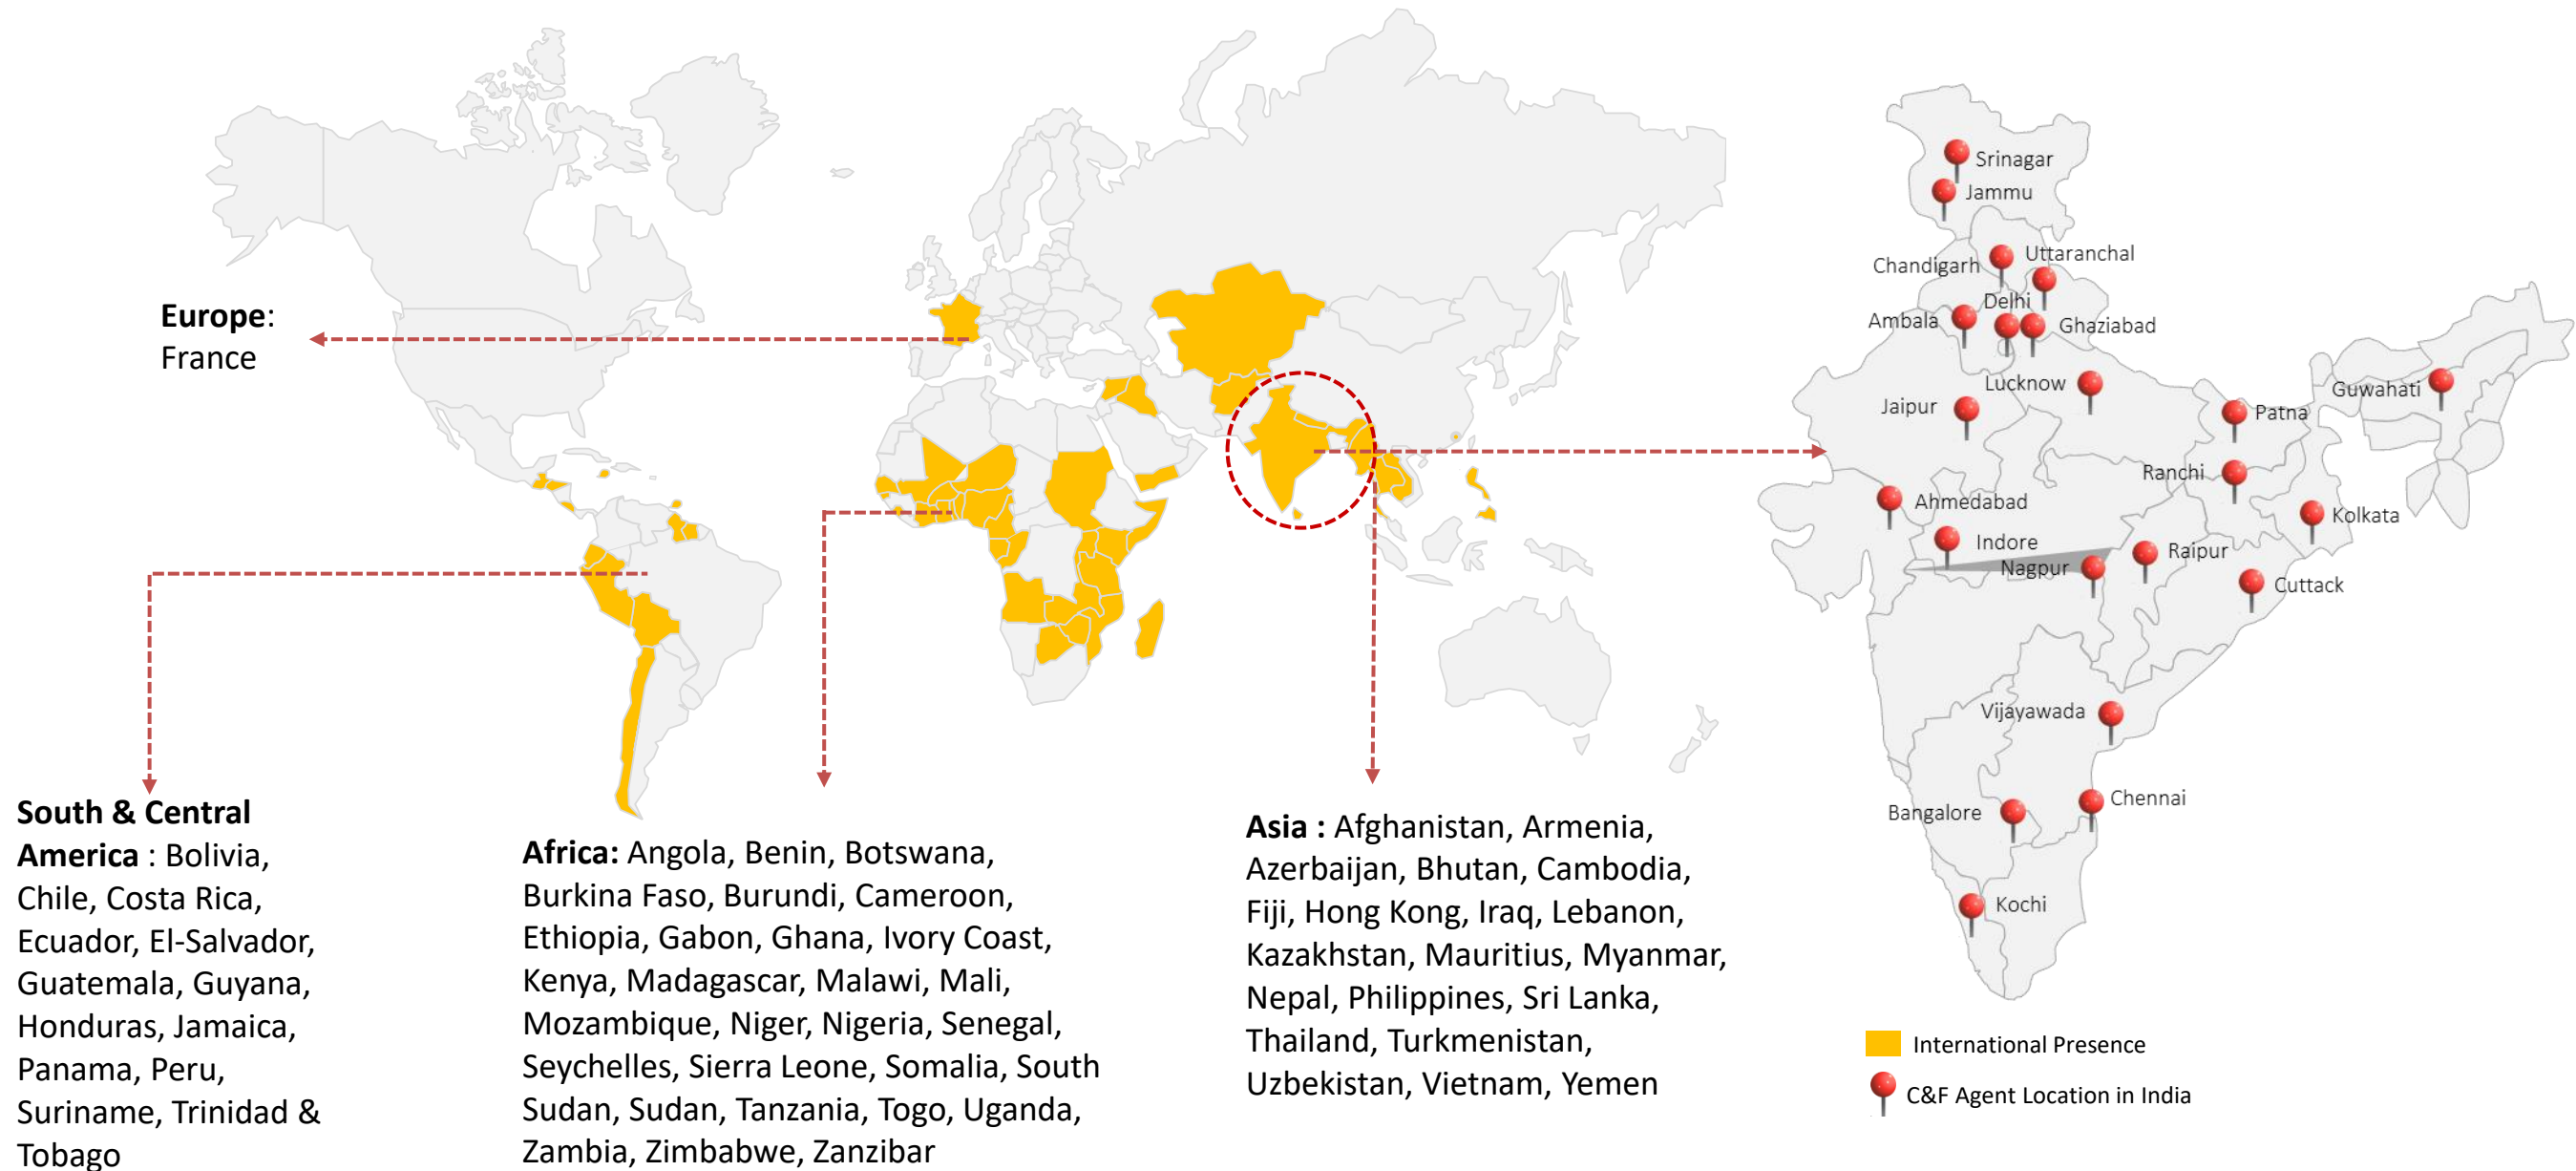 Europe:
France
South & Central
America : Bolivia,
Chile, Costa Rica,
Ecuador, El-Salvador,
Guatemala, Guyana,
Honduras, Jamaica,
Panama, Peru,
Suriname, Trinidad &
Tobago
Africa: Angola, Benin, Botswana,
Burkina Faso, Burundi, Cameroon,
Ethiopia, Gabon, Ghana, Ivory Coast,
Kenya, Madagascar, Malawi, Mali,
Mozambique, Niger, Nigeria, Senegal,
Seychelles, Sierra Leone, Somalia, South
Sudan, Sudan, Tanzania, Togo, Uganda,
Zambia, Zimbabwe, Zanzibar
Asia : Afghanistan, Armenia,
Azerbaijan, Bhutan, Cambodia,
Fiji, Hong Kong, Iraq, Lebanon,
Kazakhstan, Mauritius, Myanmar,
Nepal, Philippines, Sri Lanka,
Thailand, Turkmenistan,
Uzbekistan, Vietnam, Yemen
Srinagar
Jammu
Uttaranchal
Chandigarh
Delhi
Ambala
Ghaziabad
Lucknow
Guwahati
Jaipur
Patna
Ranchi
Ahmedabad
Kolkata
Indore
Raipur
Nagpur
Cuttack
Vijayawada
Chennai
Bangalore
Kochi
International Presence
C&F Agent Location in India